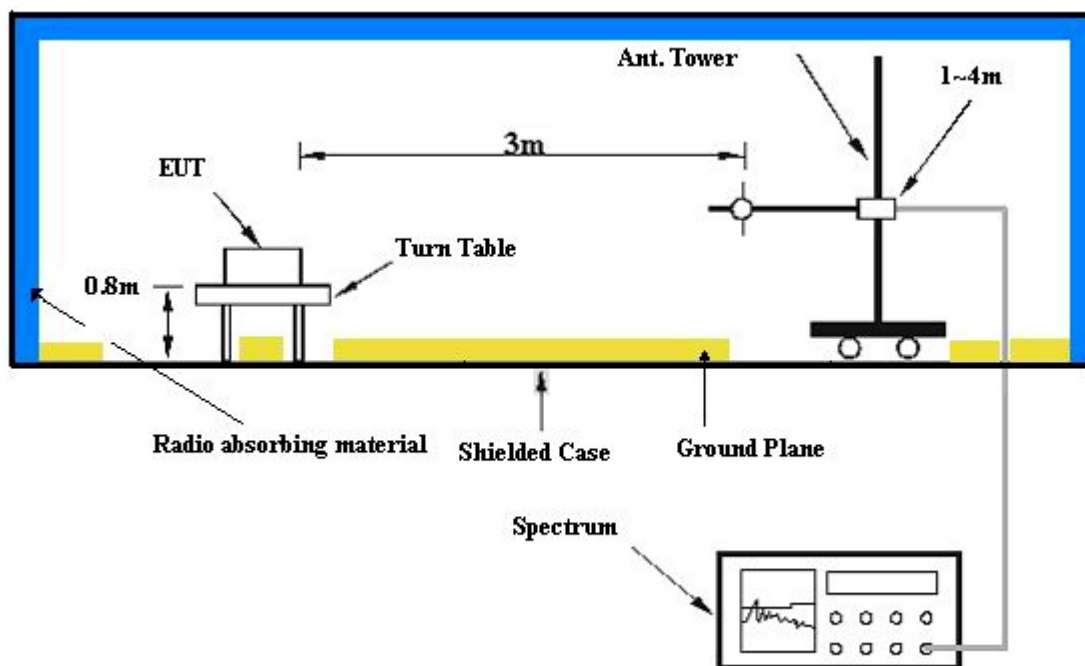 Ant. Tower
1~4m
3m
EUT
Turn Table
0.8m
Radio absorbing material
Shielded Case
Ground Plane
Spectrum